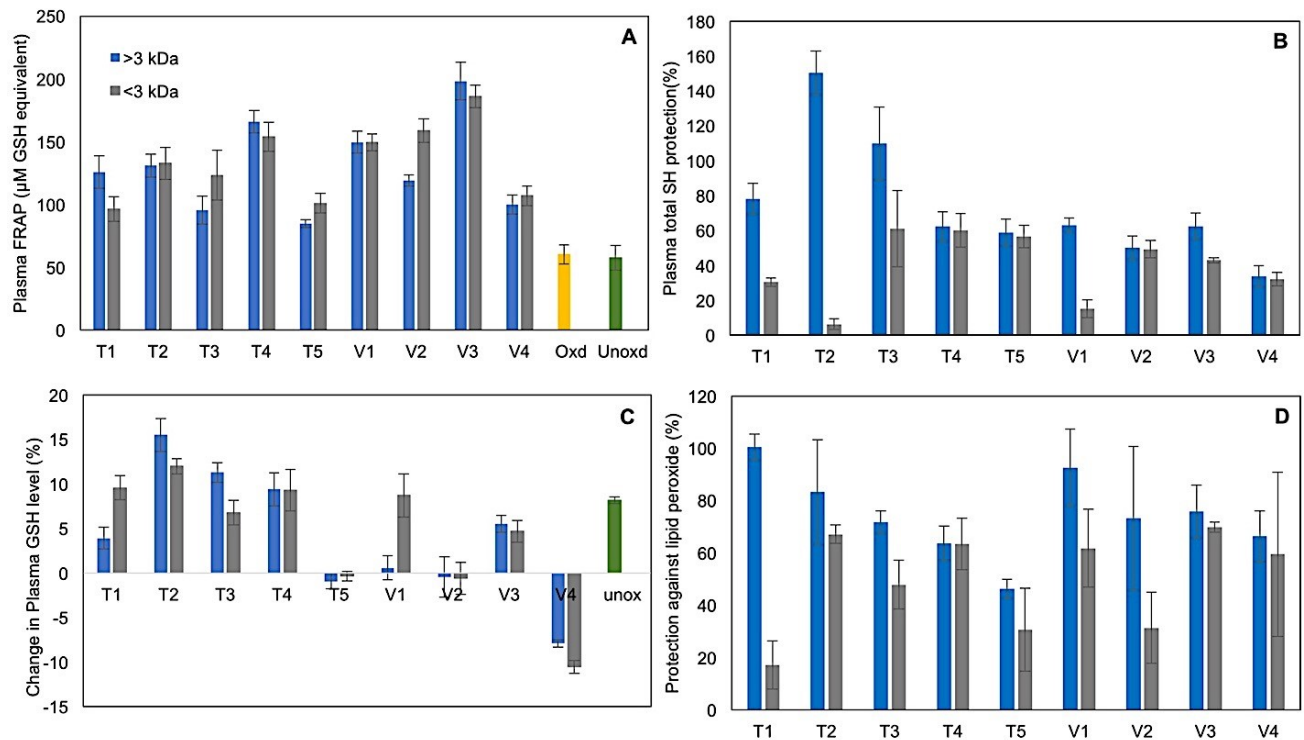 A
Plasma FRAP (µM GSH equivalent)
250
200
150
100
50
0
>3 kDa
<3 kDa
T1 T2 T3 T4 T5 V1 V2 V3 V4 Oxd Unoxd
B
Plasma total SH protection(%)
180
160
140
120
100
80
60
40
20
0
T1 T2 T3 T4 T5 V1 V2 V3 V4
C
Change in Plasma GSH level (%)
20
15
10
5
0
-5
-10
-15
T1 T2 T3 T4 T5 V1 V2 V3 V4 unox
D
Protection against lipid peroxide (%)
120
100
80
60
40
20
0
T1 T2 T3 T4 T5 V1 V2 V3 V4